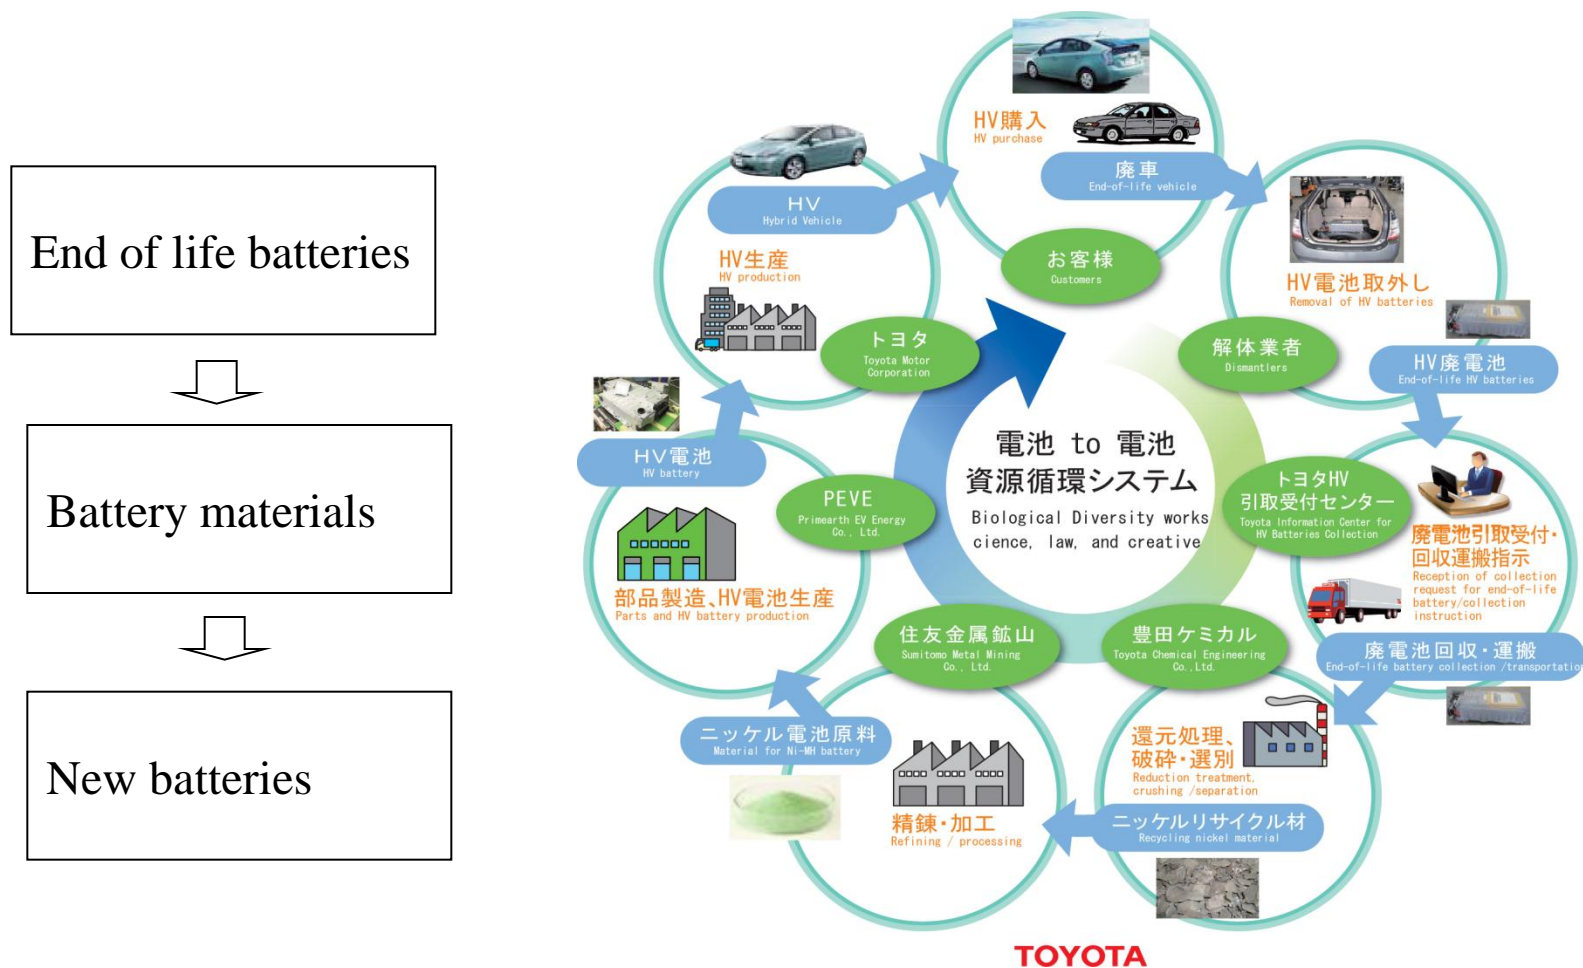 End of life batteries
Battery materials
New batteries
HV購入
HV purchase
廃車
End-of-life vehicle
お客様
Customers
HV電池取外し
Removal of HV batteries
解体業者
Dismantlers
HV廃電池
End-of-life HV batteries
トヨタHV
引取受付センター
Toyota Information Center for
HV Batteries Collection
廃電池引取受付・
回収運搬指示
Reception of collection
request for end-of-life
battery/collection
instruction
廃電池回収・運搬
End-of-life battery collection /transportation
豊田ケミカル
Toyota Chemical Engineering
Co.,Ltd.
還元処理、
破砕・選別
Reduction treatment,
crushing /separation
ニッケルリサイクル材
Recycling nickel material
住友金属鉱山
Sumitomo Metal Mining
Co., Ltd.
精錬・加工
Refining / processing
ニッケル電池原料
Material for Ni-MH battery
PEVE
Primearth EV Energy
Co., Ltd.
部品製造、HV電池生産
Parts and HV battery production
HV電池
HV battery
トヨタ
Toyota Motor
Corporation
HV生産
HV production
HV
Hybrid Vehicle
電池 to 電池
資源循環システム
Biological Diversity works
cience, law, and creative
TOYOTA